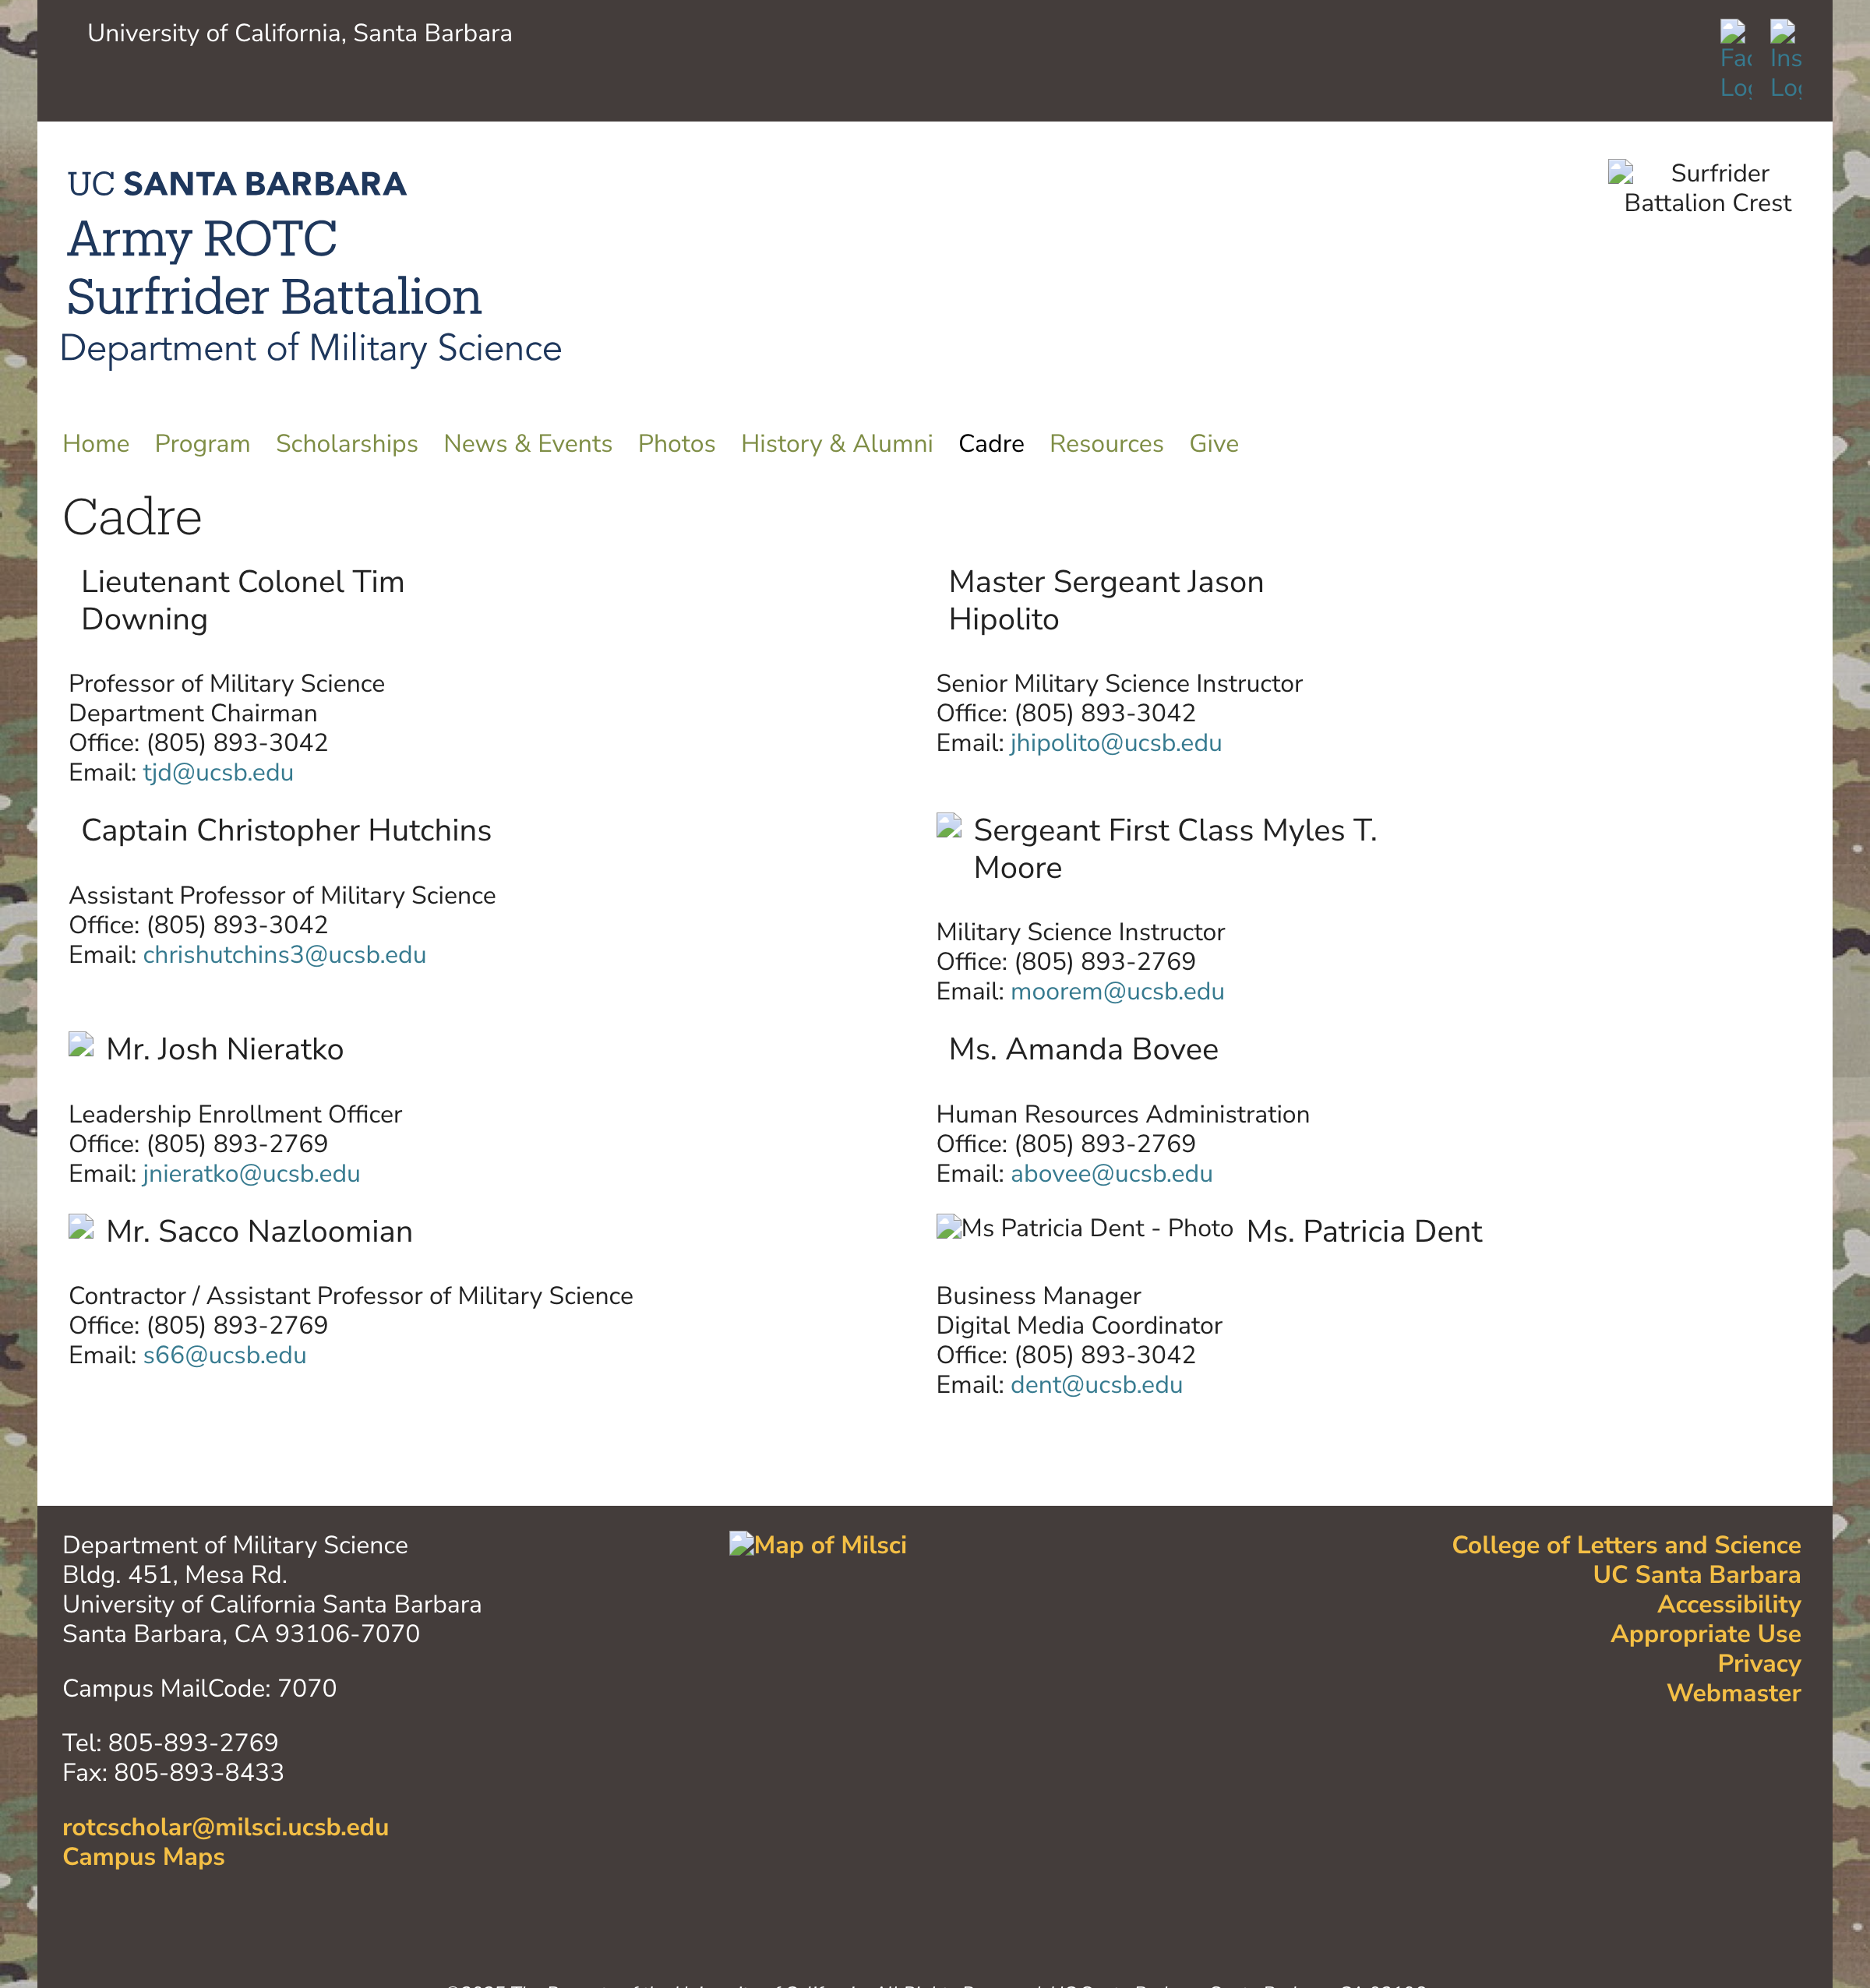 University of California, Santa Barbara
UC SANTA BARBARA
Army ROTC
Surfrider Battalion
Department of Military Science
Surfrider
Battalion Crest
Home Program Scholarships News & Events Photos History & Alumni Cadre Resources Give
Cadre
Lieutenant Colonel Tim
Downing
Professor of Military Science
Department Chairman
Office: (805) 893-3042
Email: tjd@ucsb.edu
Master Sergeant Jason
Hipolito
Senior Military Science Instructor
Office: (805) 893-3042
Email: jhipolito@ucsb.edu
Captain Christopher Hutchins
Assistant Professor of Military Science
Office: (805) 893-3042
Email: chrishutchins3@ucsb.edu
Sergeant First Class Myles T.
Moore
Military Science Instructor
Office: (805) 893-2769
Email: moorem@ucsb.edu
Mr. Josh Nieratko
Leadership Enrollment Officer
Office: (805) 893-2769
Email: jnieratko@ucsb.edu
Ms. Amanda Bovee
Human Resources Administration
Office: (805) 893-2769
Email: abovee@ucsb.edu
Mr. Sacco Nazloomian
Contractor / Assistant Professor of Military Science
Office: (805) 893-2769
Email: s66@ucsb.edu
Ms Patricia Dent - Photo Ms. Patricia Dent
Business Manager
Digital Media Coordinator
Office: (805) 893-3042
Email: dent@ucsb.edu
Department of Military Science
Bldg. 451, Mesa Rd.
University of California Santa Barbara
Santa Barbara, CA 93106-7070
Campus MailCode: 7070
Tel: 805-893-2769
Fax: 805-893-8433
rotcscholar@milsci.ucsb.edu
Campus Maps
Map of Milsci
College of Letters and Science
UC Santa Barbara
Accessibility
Appropriate Use
Privacy
Webmaster